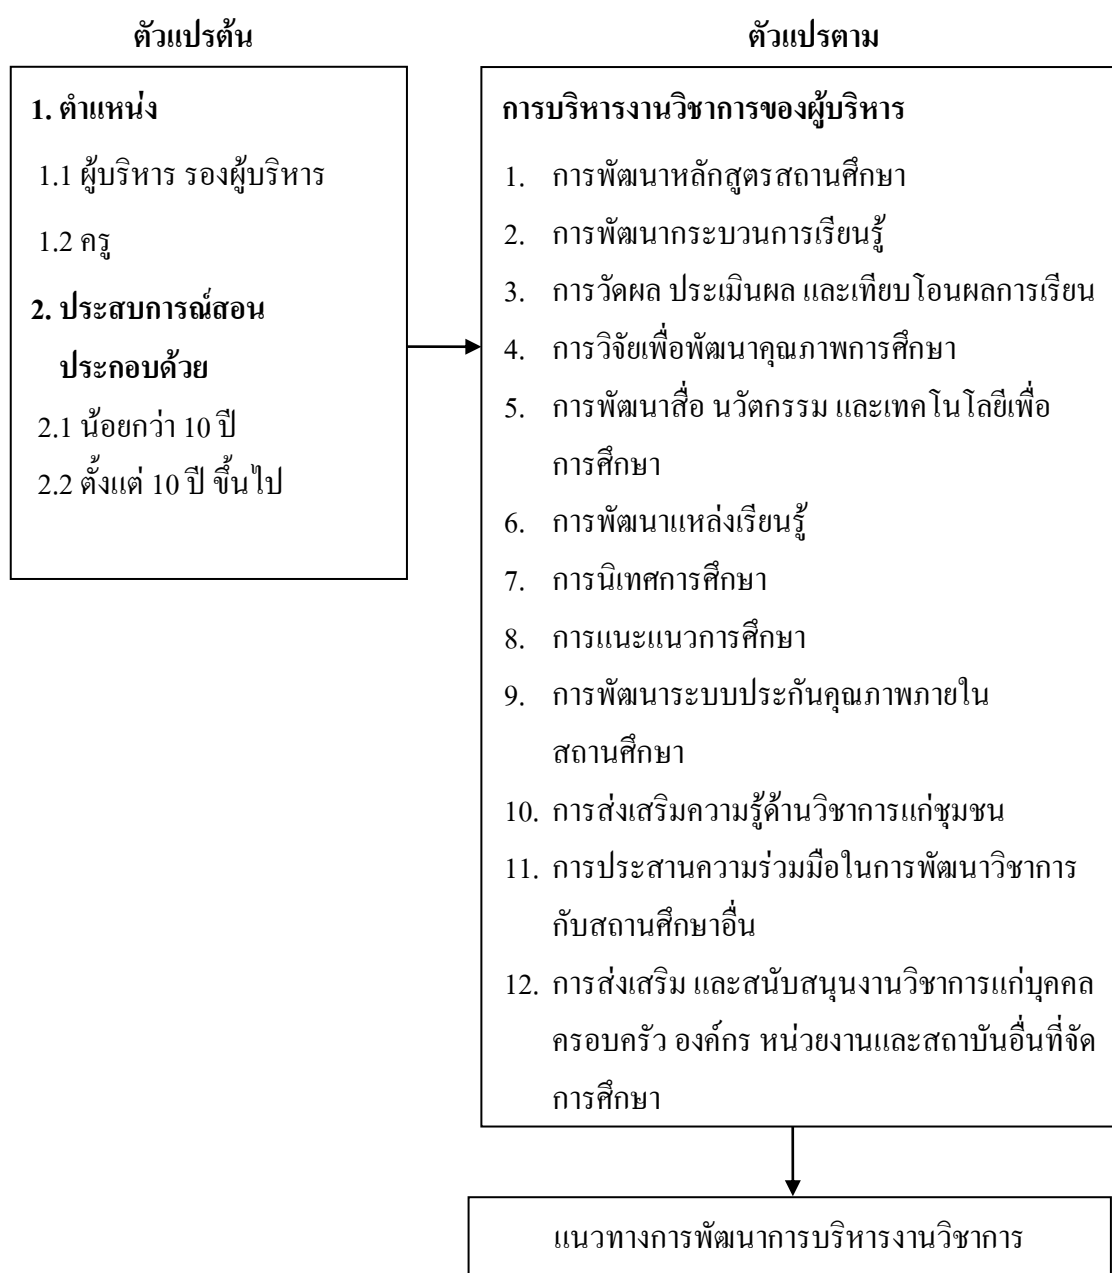 ตัวแปรต้น
1. ตำแหน่ง
1.1 ผู้บริหาร รองผู้บริหาร
1.2 ครู
2. ประสบการณ์สอน
ประกอบด้วย
2.1 น้อยกว่า 10 ปี
2.2 ตั้งแต่ 10 ปี ขึ้นไป
ตัวแปรตาม
การบริหารงานวิชาการของผู้บริหาร
1. การพัฒนาหลักสูตรสถานศึกษา
2. การพัฒนากระบวนการเรียนรู้
3. การวัดผล ประเมินผล และเทียบโอนผลการเรียน
4. การวิจัยเพื่อพัฒนาคุณภาพการศึกษา
5. การพัฒนาสื่อ นวัตกรรม และเทคโนโลยีเพื่อ
การศึกษา
6. การพัฒนาแหล่งเรียนรู้
7. การนิเทศการศึกษา
8. การแนะแนวการศึกษา
9. การพัฒนาระบบประกันคุณภาพภายใน
สถานศึกษา
10. การส่งเสริมความรู้ด้านวิชาการแก่ชุมชน
11. การประสานความร่วมมือในการพัฒนาวิชาการ
กับสถานศึกษาอื่น
12. การส่งเสริม และสนับสนุนงานวิชาการแก่บุคคล
ครอบครัว องค์กร หน่วยงานและสถาบันอื่นที่จัด
การศึกษา
แนวทางการพัฒนาการบริหารงานวิชาการ